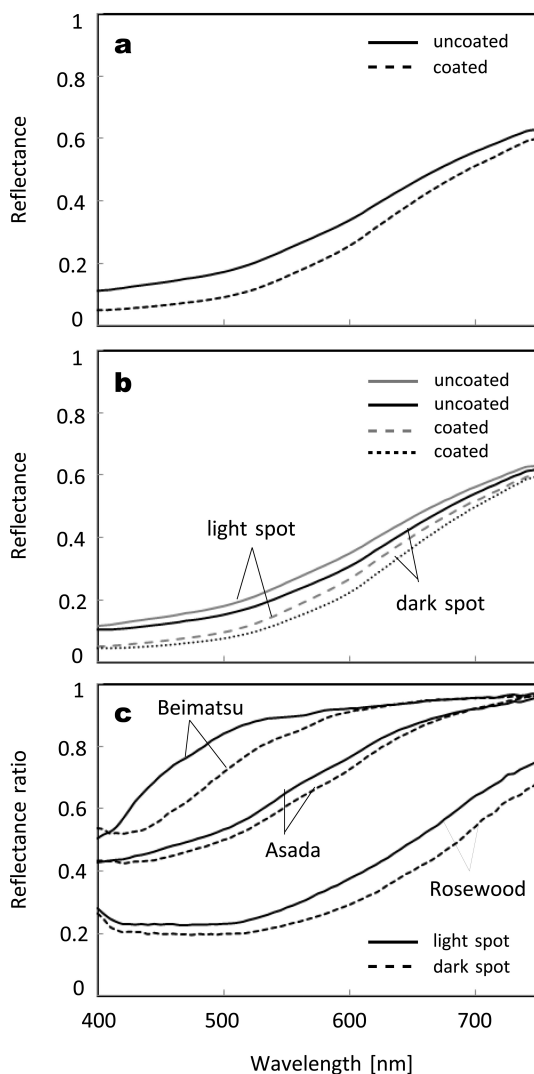 1
a
uncoated
coated
0.8
0.6
0.4
0.2
0
Reflectance
1
b
uncoated
uncoated
coated
coated
0.8
0.6
light spot
0.4
dark spot
0.2
0
Reflectance
1
c
Beimatsu
0.8
0.6
Asada
0.4
Rosewood
0.2
light spot
dark spot
0
Reflectance ratio
400 500 600 700
Wavelength [nm]